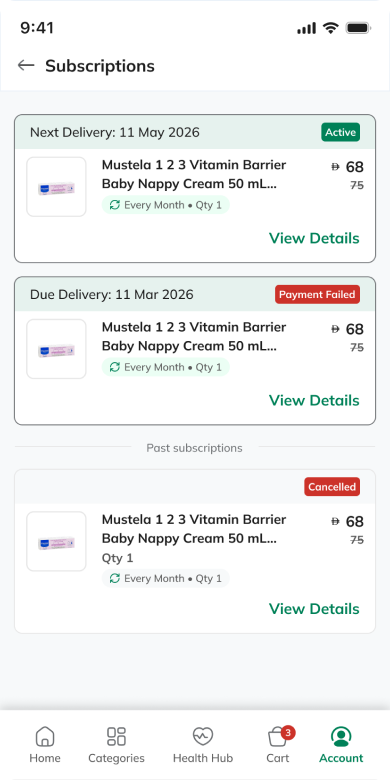 9:41
Subscriptions
Next Delivery: 11 May 2026
Active
Mustela 1 2 3 Vitamin Barrier
Baby Nappy Cream 50 mL...
68
75
Every Month • Qty 1
View Details
Due Delivery: 11 Mar 2026
Payment Failed
Mustela 1 2 3 Vitamin Barrier
Baby Nappy Cream 50 mL...
68
75
Every Month • Qty 1
View Details
Past subscriptions
Cancelled
Mustela 1 2 3 Vitamin Barrier
Baby Nappy Cream 50 mL...
68
75
Qty 1
Every Month • Qty 1
View Details
3
Home
Categories
Health Hub
Cart
Account